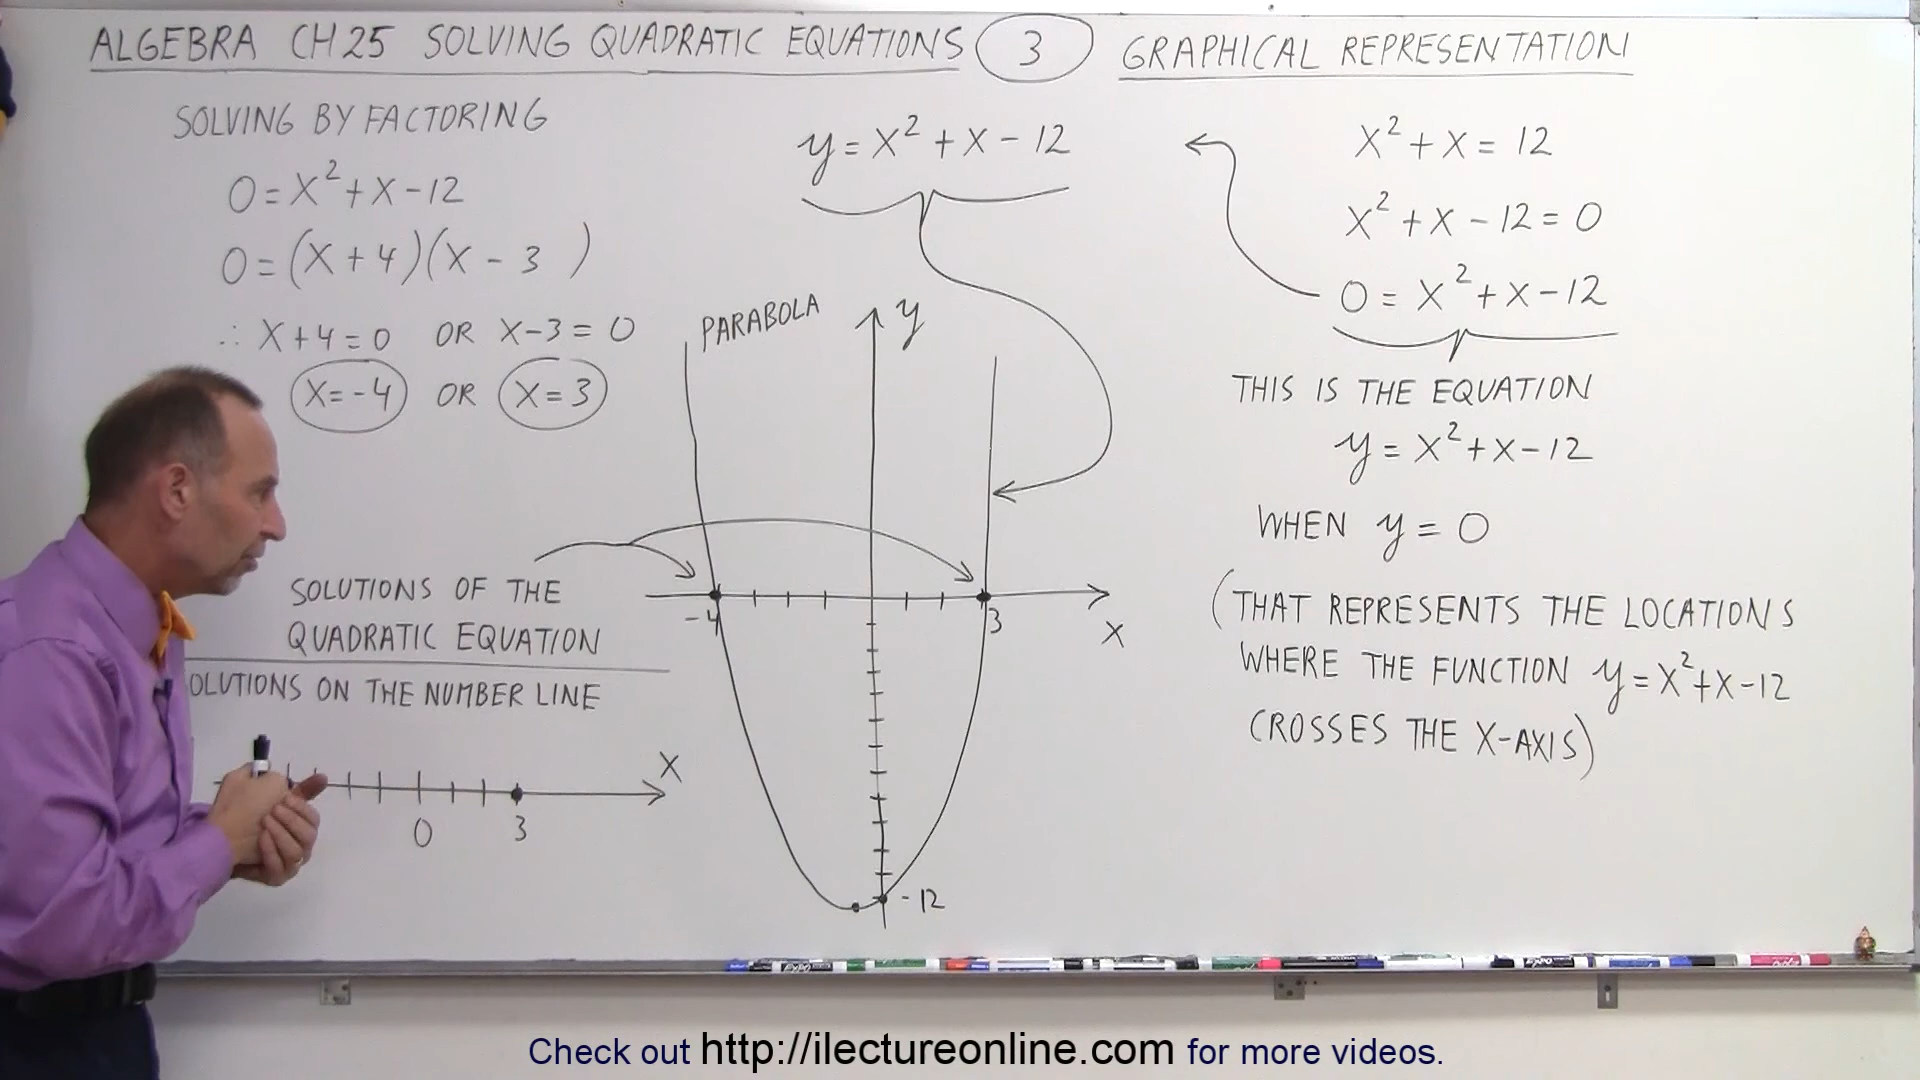 ALGEBRA CH 25 SOLVING QUADRATIC EQUATIONS 3 GRAPHICAL REPRESENTATION
SOLVING BY FACTORING
0 = X² + X - 12
0 = (X + 4)(X - 3 )
∴ X + 4 = 0 OR X - 3 = 0
X = -4 OR X = 3
SOLUTIONS OF THE
QUADRATIC EQUATION
OLUTIONS ON THE NUMBER LINE
X
0 3
y = X² + X - 12
PARABOLA
y
-4 3
X
-12
X² + X = 12
X² + X - 12 = 0
0 = X² + X - 12
THIS IS THE EQUATION
y = X² + X - 12
WHEN y = 0
(THAT REPRESENTS THE LOCATIONS
WHERE THE FUNCTION y = X² + X - 12
CROSSES THE X-AXIS)
EXPO
Check out http://ilectureonline.com for more videos.